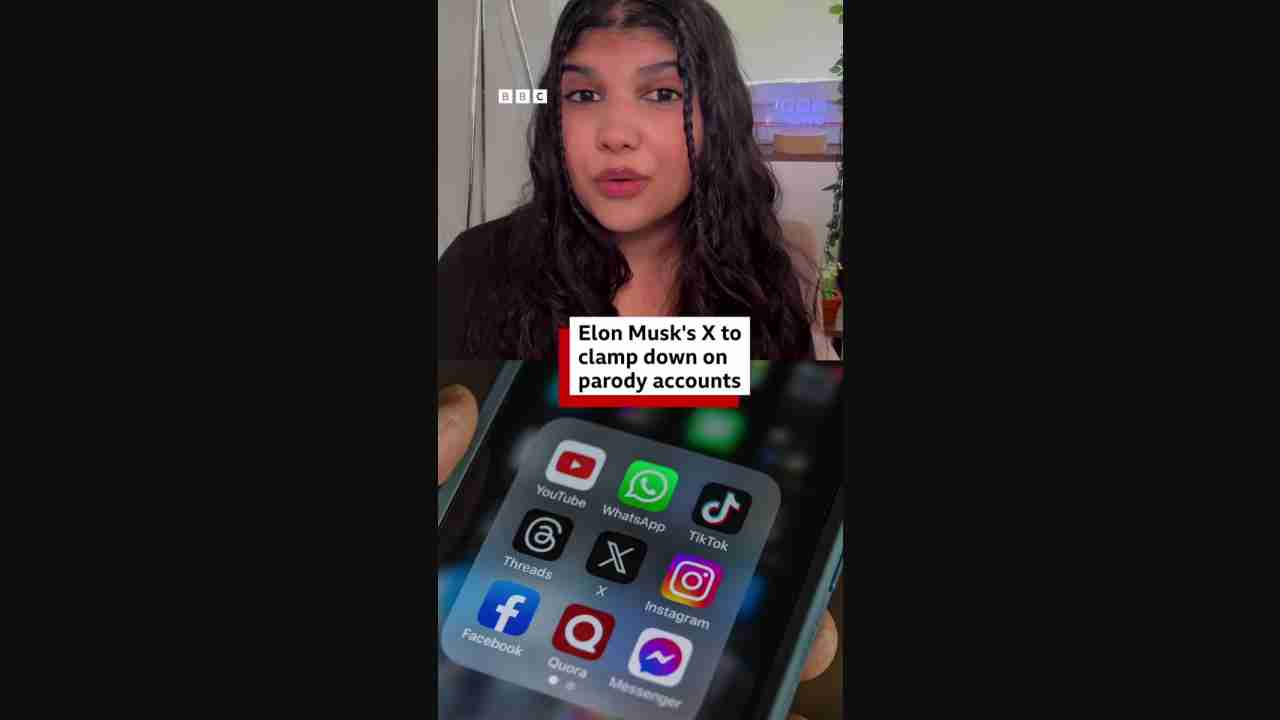 BBC
Elon Musk's X to
clamp down on
parody accounts
YouTube
WhatsApp
TikTok
Threads
X
Instagram
Facebook
Quora
Messenger